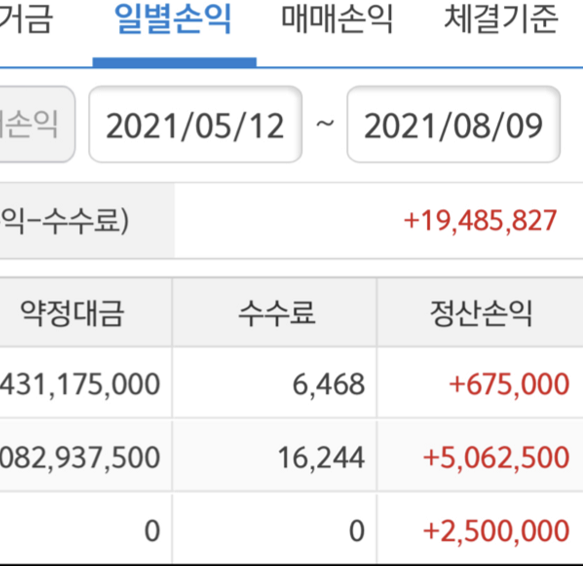 거금 일별손익 매매손익 체결기준
손익 2021/05/12 ~ 2021/08/09
익-수수료) +19,485,827
약정대금 수수료 정산손익
431,175,000 6,468 +675,000
082,937,500 16,244 +5,062,500
0 0 +2,500,000